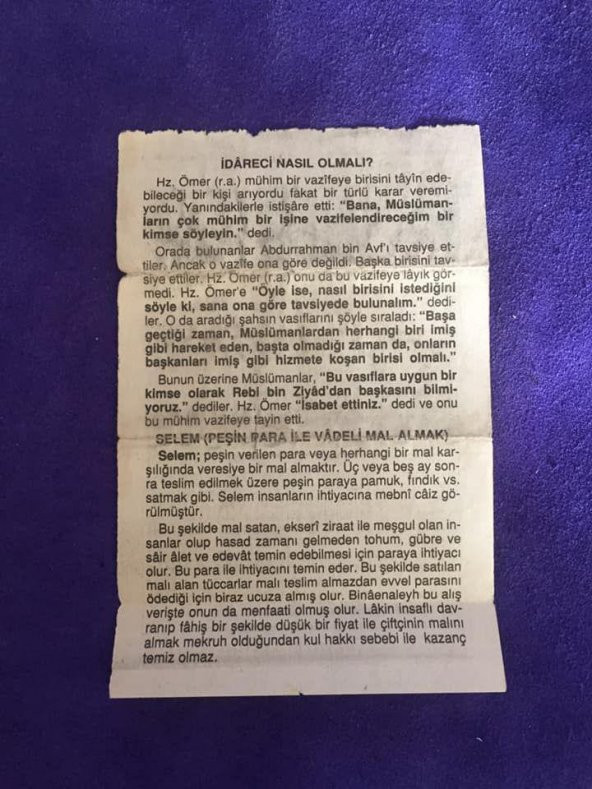 İDÂRECİ NASIL OLMALI?
Hz. Ömer (r.a.) mühim bir vazîfeye birisini tâyin ede-
bileceği bir kişi arıyordu fakat bir türlü karar veremi-
yordu. Yanındakilerle istişâre etti: “Bana, Müslüman-
ların çok mühim bir işine vazifelendireceğim bir
kimse söyleyin.” dedi.
Orada bulunanlar Abdurrahman bin Avf’ı tavsiye et-
tiler. Ancak o vazîfe ona göre değildi. Başka birisini tav-
siye ettiler. Hz. Ömer (r.a.) onu da bu vazifeye lâyık gör-
medi. Hz. Ömer’e “Öyle ise, nasıl birisini istediğini
söyle ki, sana ona göre tavsiyede bulunalım.” dedi-
ler. O da aradığı şahsın vasıflarını şöyle sıraladı: “Başa
geçtiği zaman, Müslümanlardan herhangi biri imiş
gibi hareket eden, başta olmadığı zaman da, onların
başkanları imiş gibi hizmete koşan birisi olmalı.”
Bunun üzerine Müslümanlar, “Bu vasıflara uygun bir
kimse olarak Rebi bin Ziyâd’dan başkasını bilmi-
yoruz.” dediler. Hz. Ömer “İsabet ettiniz.” dedi ve onu
bu mühim vazifeye tayin etti.
SELEM (PEŞİN PARA İLE VÂDELİ MAL ALMAK)
Selem; peşin verilen para veya herhangi bir mal kar-
şılığında veresiye bir mal almaktır. Üç veya beş ay son-
ra teslim edilmek üzere peşin paraya pamuk, fındık vs.
satmak gibi. Selem insanların ihtiyacına mebnî câiz gö-
rülmüştür.
Bu şekilde mal satan, ekserî ziraat ile meşgul olan in-
sanlar olup hasad zamanı gelmeden tohum, gübre ve
sâir âlet ve edevât temin edebilmesi için paraya ihtiyacı
olur. Bu para ile ihtiyacını temin eder. Bu şekilde satılan
malı alan tüccarlar malı teslim almazdan evvel parasını
ödediği için biraz ucuza almış olur. Binâenaleyh bu alış
verişte onun da menfaati olmuş olur. Lâkin insaflı dav-
ranıp fâhiş bir şekilde düşük bir fiyat ile çiftçinin malını
almak mekruh olduğundan kul hakkı sebebi ile kazanç
temiz olmaz.